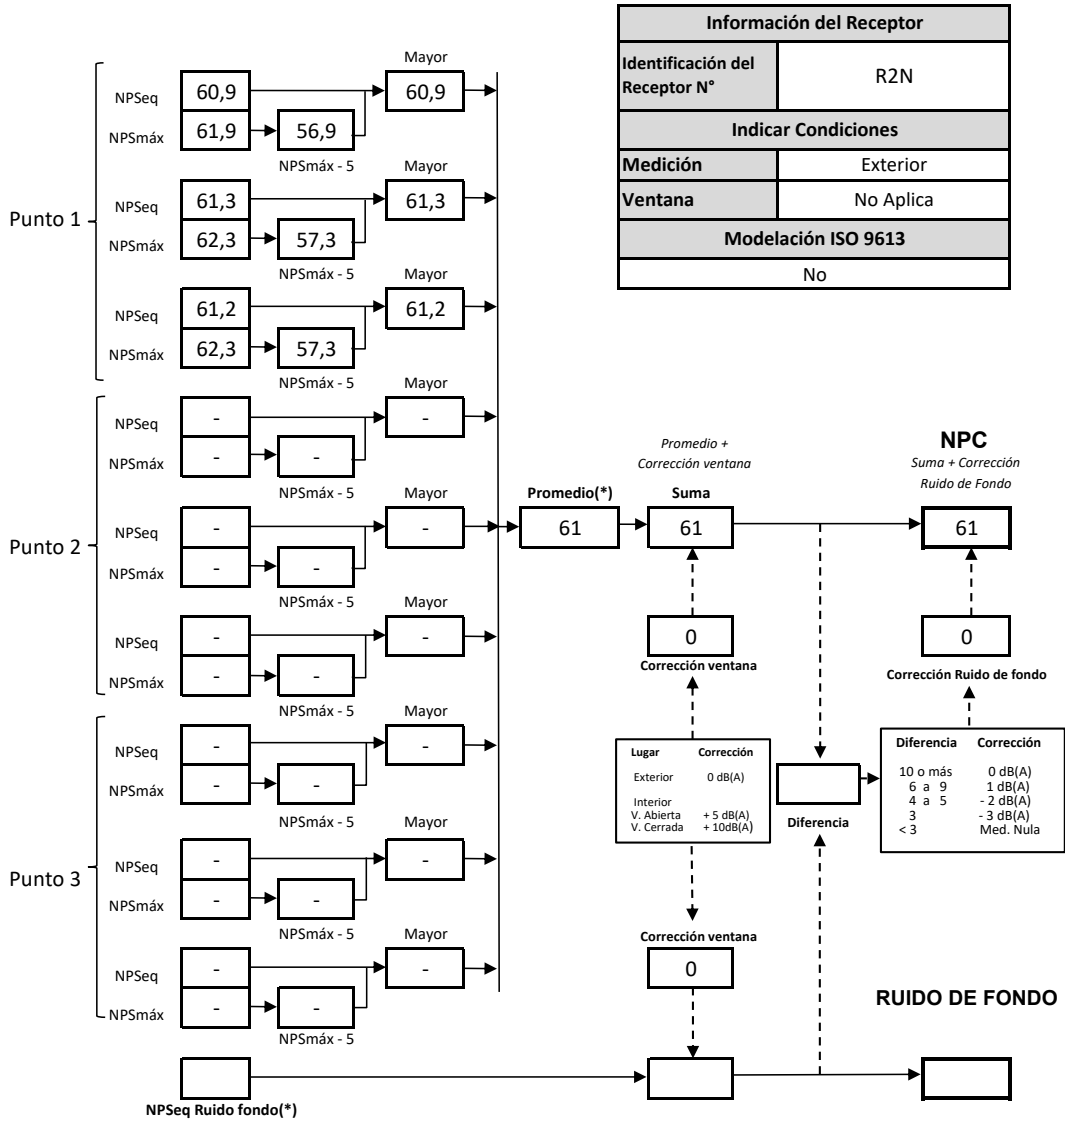 Información del Receptor
Identificación del Receptor N°
R2N
Indicar Condiciones
Medición
Exterior
Ventana
No Aplica
Modelación ISO 9613
No
Punto 1
Mayor
NPSeq
60,9
60,9
NPSmáx
61,9
56,9
NPSmáx - 5
Mayor
NPSeq
61,3
61,3
NPSmáx
62,3
57,3
NPSmáx - 5
Mayor
NPSeq
61,2
61,2
NPSmáx
62,3
57,3
NPSmáx - 5
Punto 2
Mayor
NPSeq
-
-
NPSmáx
-
-
NPSmáx - 5
Mayor
NPSeq
-
-
NPSmáx
-
-
NPSmáx - 5
Mayor
NPSeq
-
-
NPSmáx
-
-
NPSmáx - 5
Punto 3
Mayor
NPSeq
-
-
NPSmáx
-
-
NPSmáx - 5
Mayor
NPSeq
-
-
NPSmáx
-
-
NPSmáx - 5
Mayor
NPSeq
-
-
NPSmáx
-
-
NPSmáx - 5
NPSeq Ruido fondo(*)
Promedio(*)
61
Promedio +
Corrección ventana
Suma
61
0
Corrección ventana
Lugar Corrección
Exterior 0 dB(A)
Interior
V. Abierta + 5 dB(A)
V. Cerrada + 10dB(A)
Corrección ventana
0
Diferencia
NPC
Suma + Corrección
Ruido de Fondo
61
0
Corrección Ruido de fondo
Diferencia Corrección
10 o más 0 dB(A)
6 a 9 1 dB(A)
4 a 5 - 2 dB(A)
3 - 3 dB(A)
< 3 Med. Nula
RUIDO DE FONDO